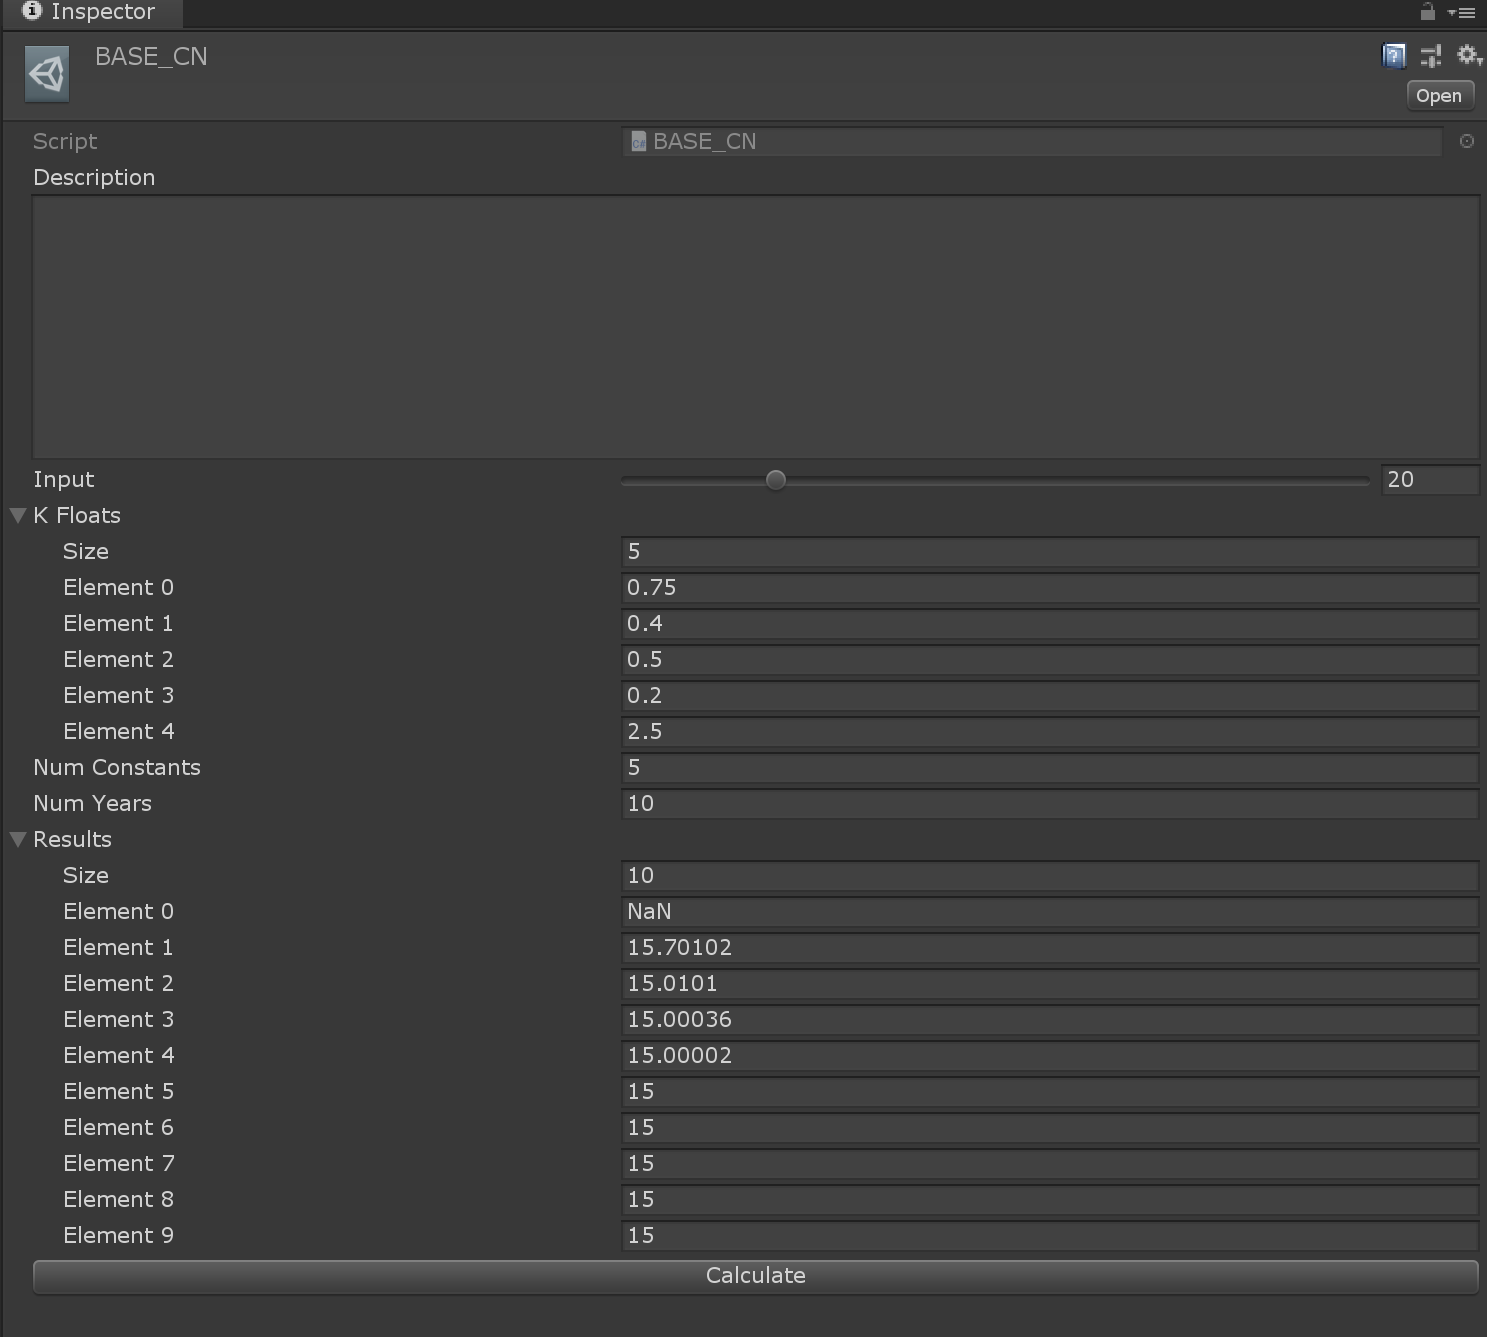 Inspector
BASE_CN
Open
Script BASE_CN
Description
Input 20
K Floats
Size 5
Element 0 0.75
Element 1 0.4
Element 2 0.5
Element 3 0.2
Element 4 2.5
Num Constants 5
Num Years 10
Results
Size 10
Element 0 NaN
Element 1 15.70102
Element 2 15.0101
Element 3 15.00036
Element 4 15.00002
Element 5 15
Element 6 15
Element 7 15
Element 8 15
Element 9 15
Calculate